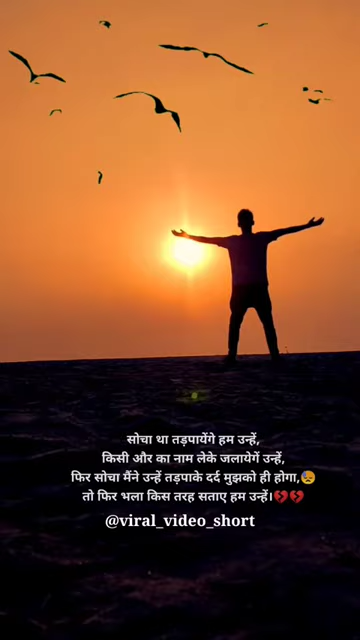 सोचा था तड़पायेंगे हम उन्हें,
किसी और का नाम लेके जलायेगें उन्हें,
फिर सोचा मैंने उन्हें तड़पाके दर्द मुझको ही होगा,😓
तो फिर भला किस तरह सताए हम उन्हें।💔💔
@viral_video_short